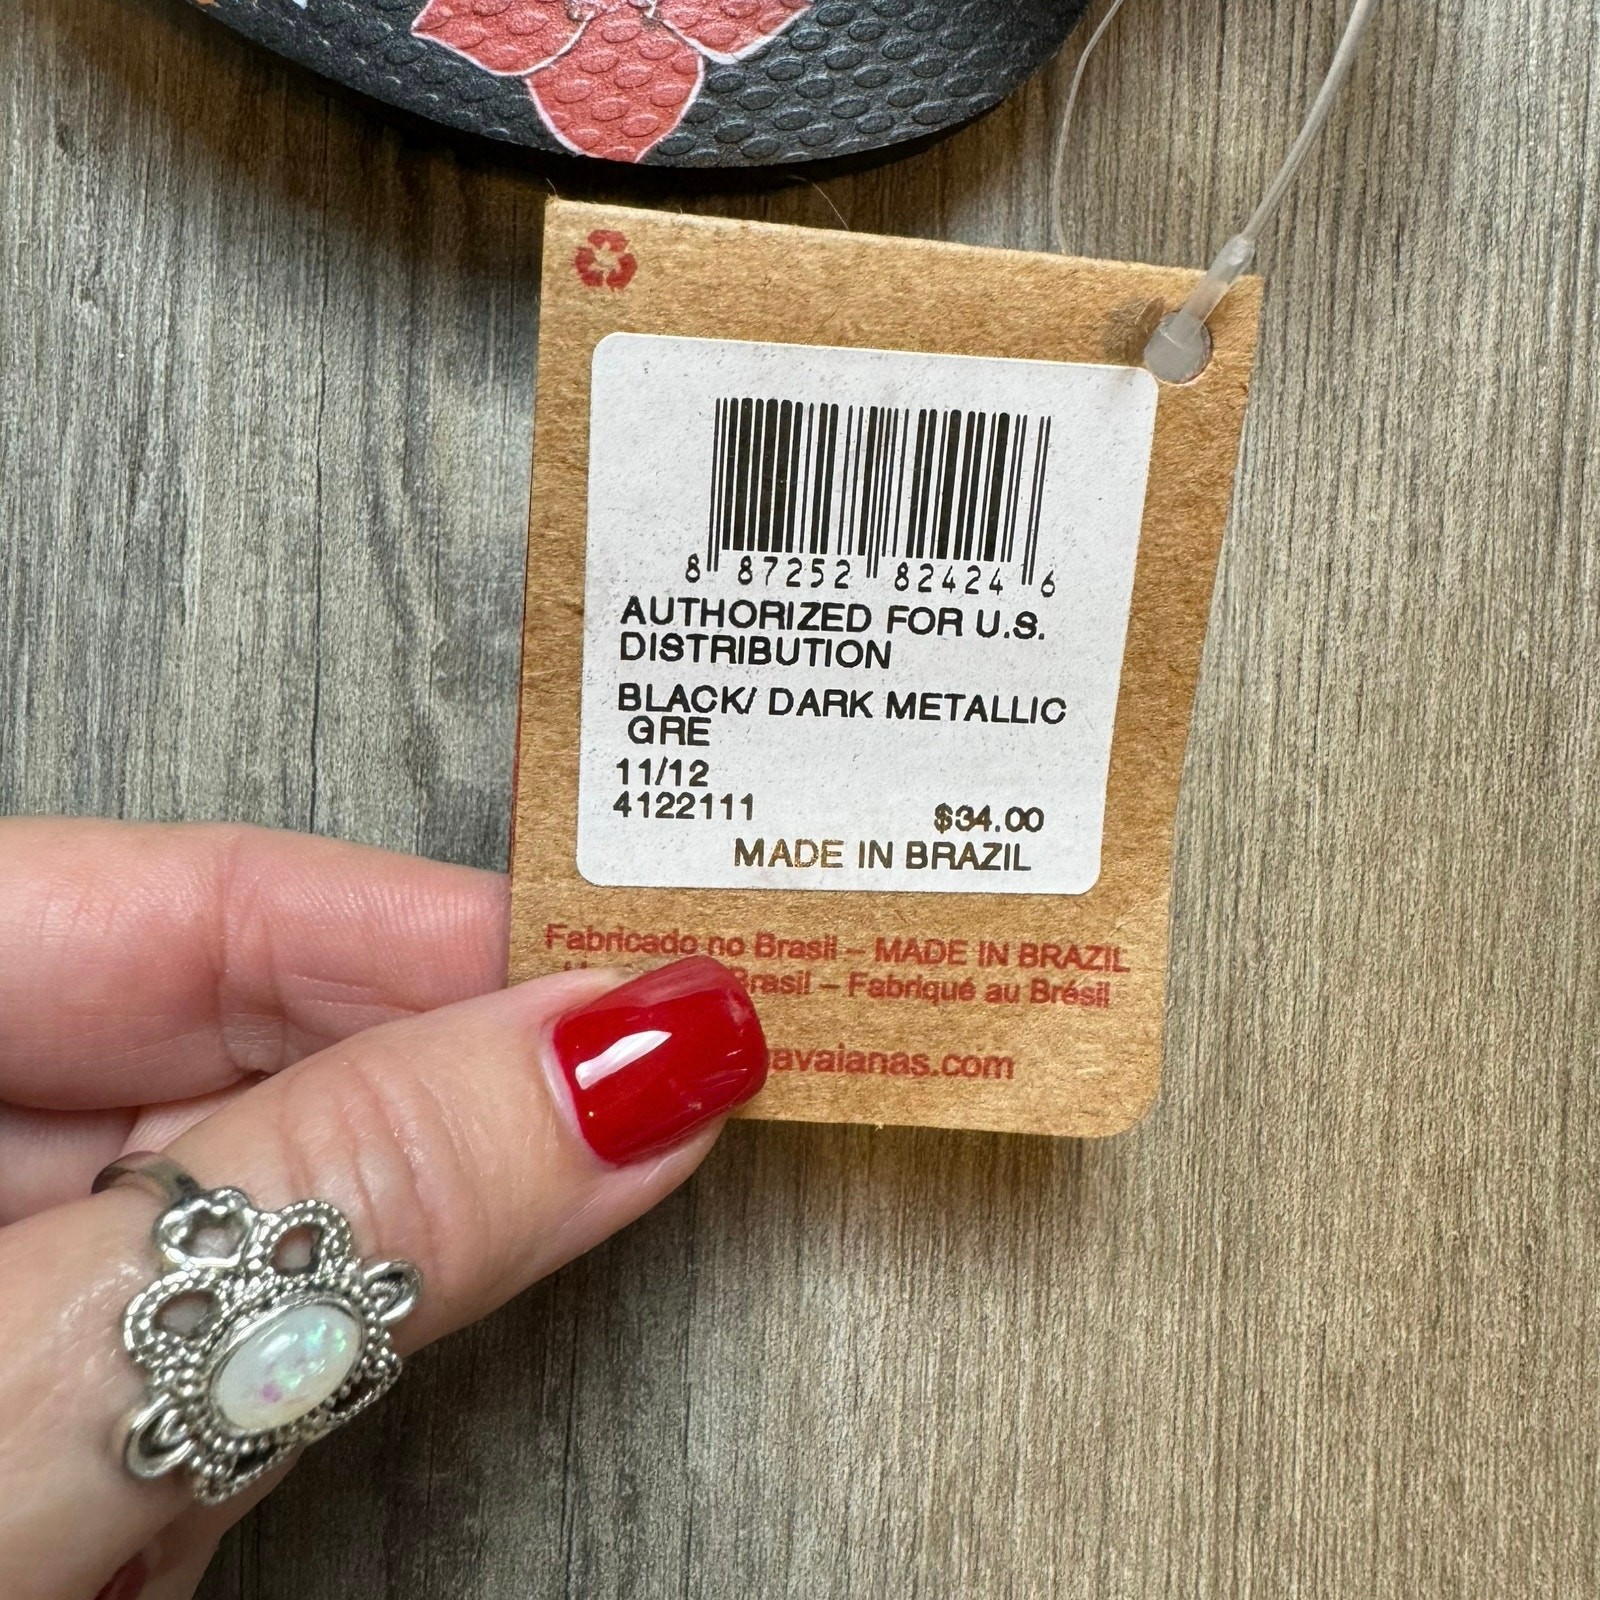 8 87252 82424 6
AUTHORIZED FOR U.S.
DISTRIBUTION
BLACK/ DARK METALLIC
GRE
11/12
4122111 $34.00
MADE IN BRAZIL
Fabricado no Brasil – MADE IN BRAZIL
Brasil – Fabriqué au Brésil
avaianas.com